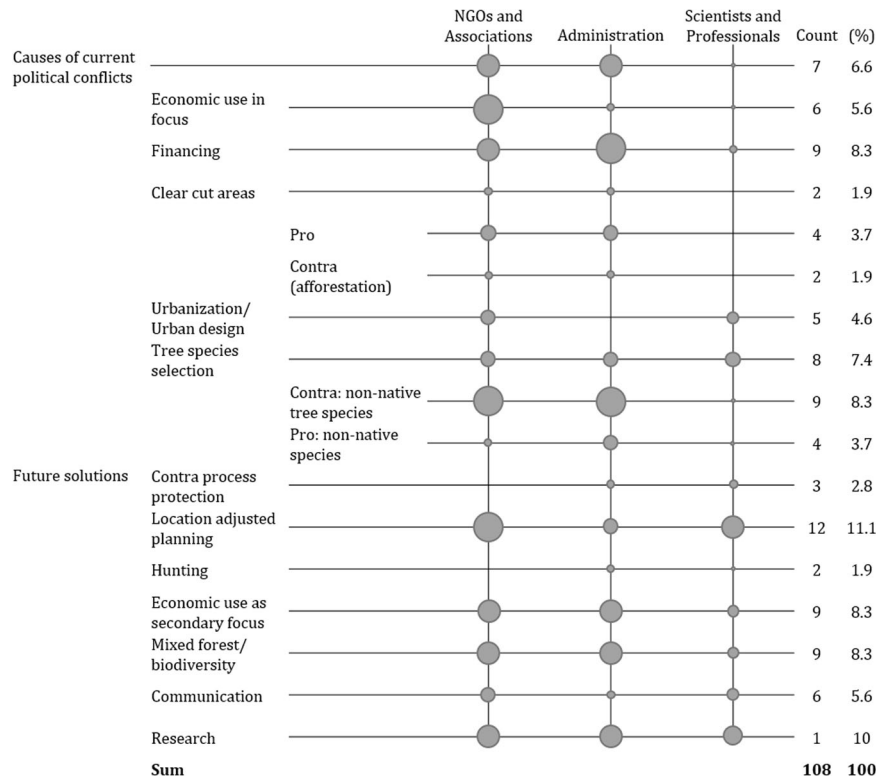 NGOs and
Associations
Administration
Scientists and
Professionals
Count (%)
Causes of current
political conflicts
7 6.6
Economic use in
focus
6 5.6
Financing 9 8.3
Clear cut areas 2 1.9
Pro 4 3.7
Contra
(afforestation)
2 1.9
Urbanization/
Urban design
5 4.6
Tree species
selection
8 7.4
Contra: non-native
tree species
9 8.3
Pro: non-native
species
4 3.7
Future solutions
Contra process
protection
3 2.8
Location adjusted
planning
12 11.1
Hunting 2 1.9
Economic use as
secondary focus
9 8.3
Mixed forest/
biodiversity
9 8.3
Communication 6 5.6
Research 1 10
Sum 108 100